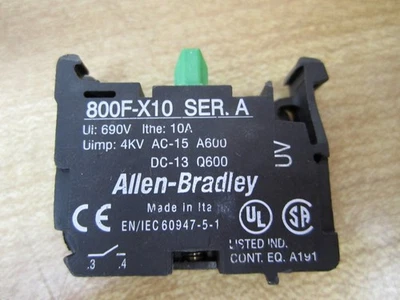 800F-X10 SER. A
Ui: 690V Ithe: 10A
Uimp: 4KV AC-15 A600
DC-13 Q600
UV
Allen-Bradley
Made in Ita
CE
EN/IEC 60947-5-1
UL
SA
LISTED IND.
CONT. EQ. A191
.3 .4